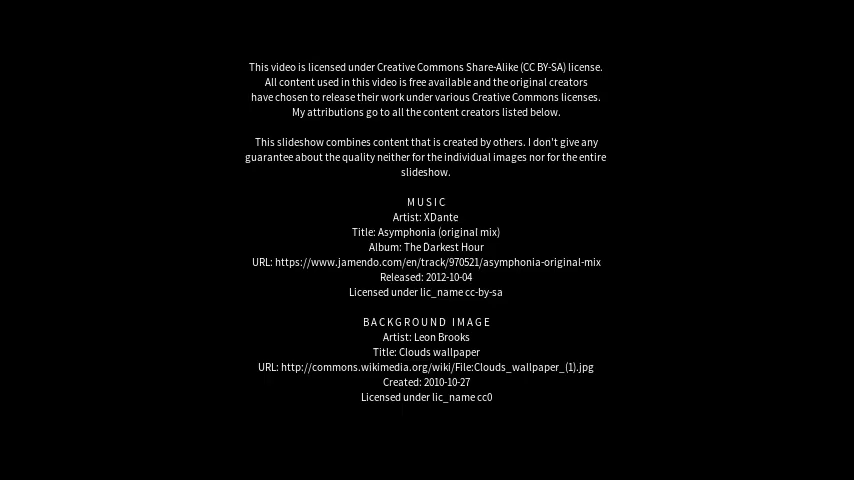 This video is licensed under Creative Commons Share-Alike (CC BY-SA) license.
All content used in this video is free available and the original creators
have chosen to release their work under various Creative Commons licenses.
My attributions go to all the content creators listed below.
This slideshow combines content that is created by others. I don't give any
guarantee about the quality neither for the individual images nor for the entire
slideshow.
MUSIC
Artist: XDante
Title: Asymphonia (original mix)
Album: The Darkest Hour
URL: https://www.jamendo.com/en/track/970521/asymphonia-original-mix
Released: 2012-10-04
Licensed under lic_name cc-by-sa
BACKGROUND IMAGE
Artist: Leon Brooks
Title: Clouds wallpaper
URL: http://commons.wikimedia.org/wiki/File:Clouds_wallpaper_(1).jpg
Created: 2010-10-27
Licensed under lic_name cc0